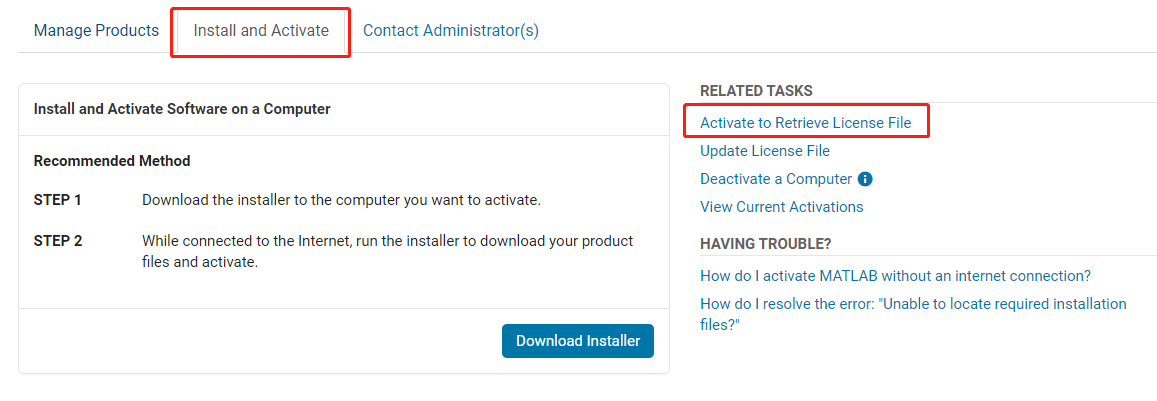 Manage Products
Install and Activate
Contact Administrator(s)
Install and Activate Software on a Computer
Recommended Method
STEP 1
Download the installer to the computer you want to activate.
STEP 2
While connected to the Internet, run the installer to download your product
files and activate.
Download Installer
RELATED TASKS
Activate to Retrieve License File
Update License File
Deactivate a Computer
View Current Activations
HAVING TROUBLE?
How do I activate MATLAB without an internet connection?
How do I resolve the error: "Unable to locate required installation
files?"